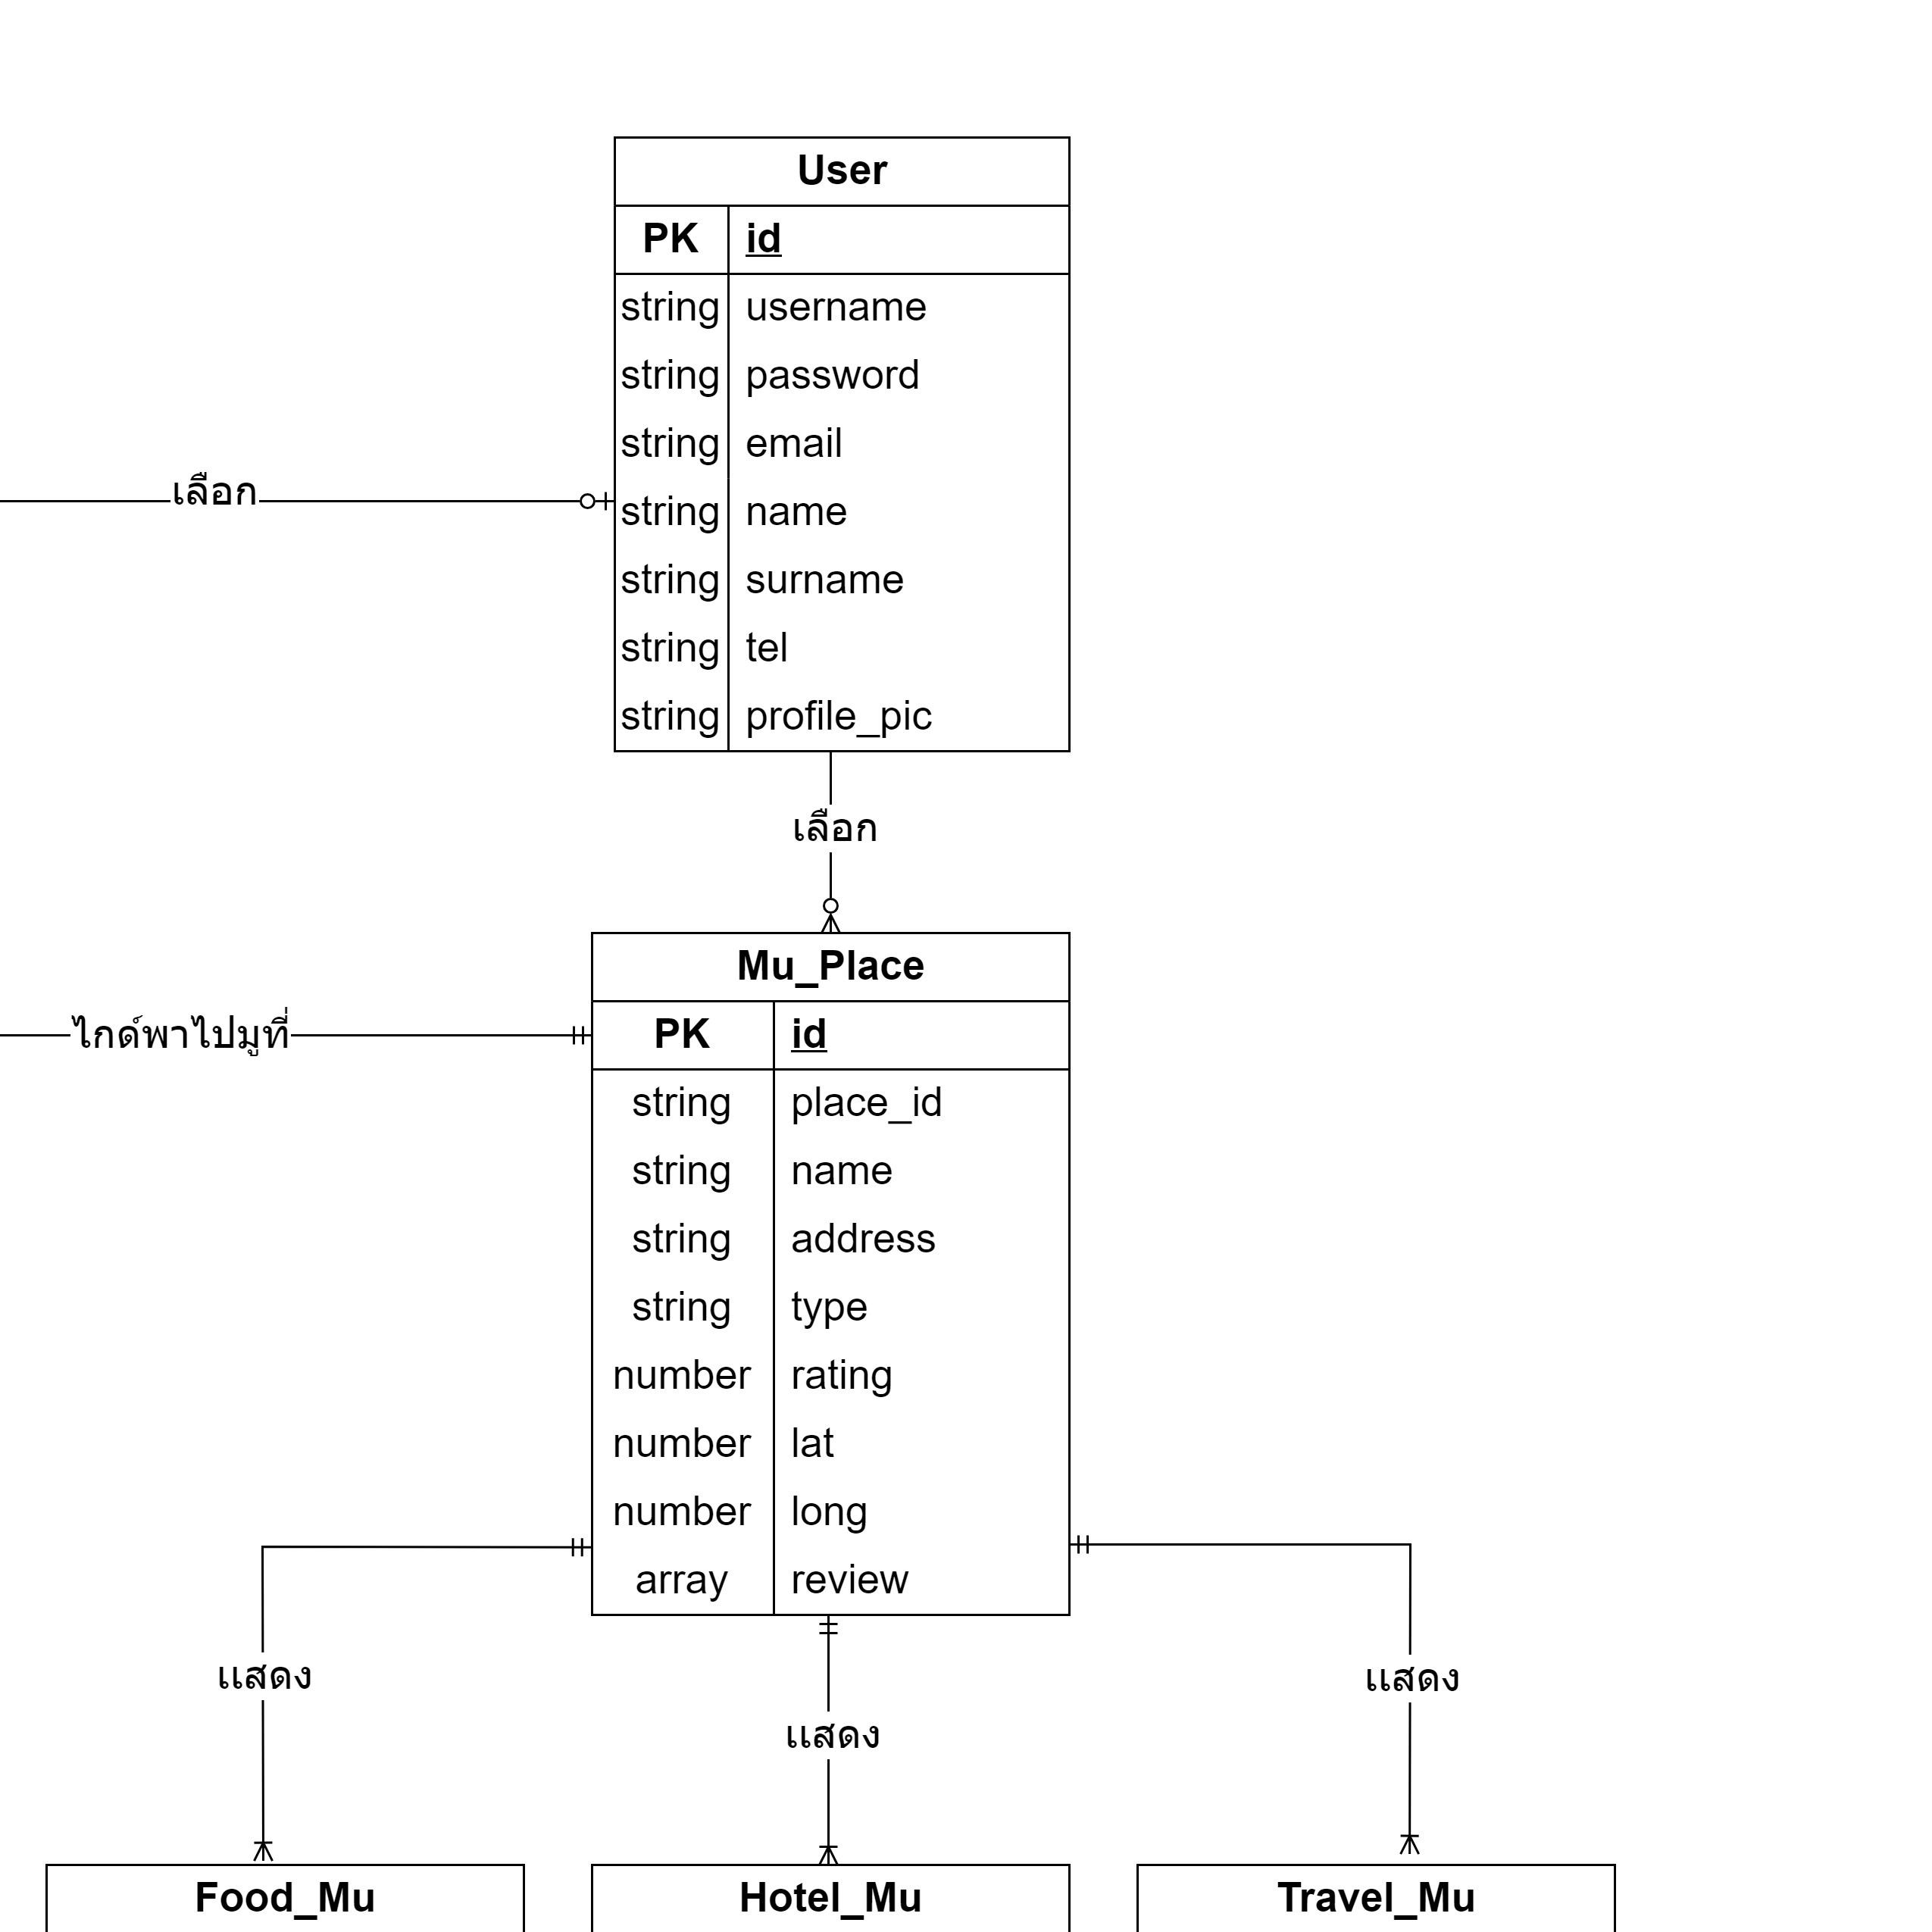 User
PK id
string username
string password
string email
เลือก
string name
string surname
string tel
string profile_pic
เลือก
Mu_Place
ไกด์พาไปมูที่
PK id
string place_id
string name
string address
string type
number rating
number lat
number long
array review
แสดง
แสดง
แสดง
Food_Mu
Hotel_Mu
Travel_Mu